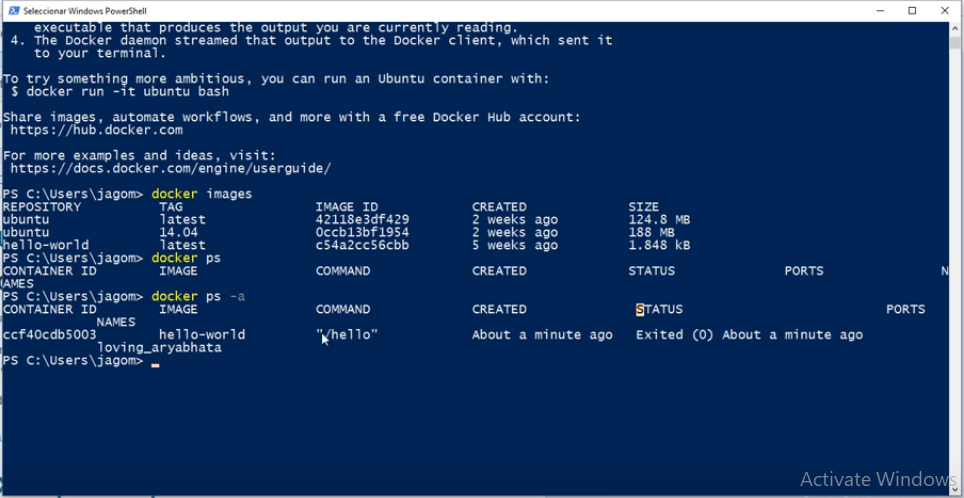 Seleccionar Windows PowerShell
executable that produces the output you are currently reading.
4. The Docker daemon streamed that output to the Docker client, which sent it
to your terminal.
To try something more ambitious, you can run an Ubuntu container with:
$ docker run -it ubuntu bash
Share images, automate workflows, and more with a free Docker Hub account:
https://hub.docker.com
For more examples and ideas, visit:
https://docs.docker.com/engine/userguide/
PS C:\Users\jagom> docker images
REPOSITORY TAG IMAGE ID CREATED SIZE
ubuntu latest 42118e3df429 2 weeks ago 124.8 MB
ubuntu 14.04 0ccb13bf1954 2 weeks ago 188 MB
hello-world latest c54a2cc56cbb 5 weeks ago 1.848 kB
PS C:\Users\jagom> docker ps
CONTAINER ID IMAGE COMMAND CREATED STATUS PORTS N
AMES
PS C:\Users\jagom> docker ps -a
CONTAINER ID IMAGE COMMAND CREATED STATUS PORTS
NAMES
ccf40cdb5003 hello-world "/hello" About a minute ago Exited (0) About a minute ago
loving_aryabhata
PS C:\Users\jagom>
Activate Windows